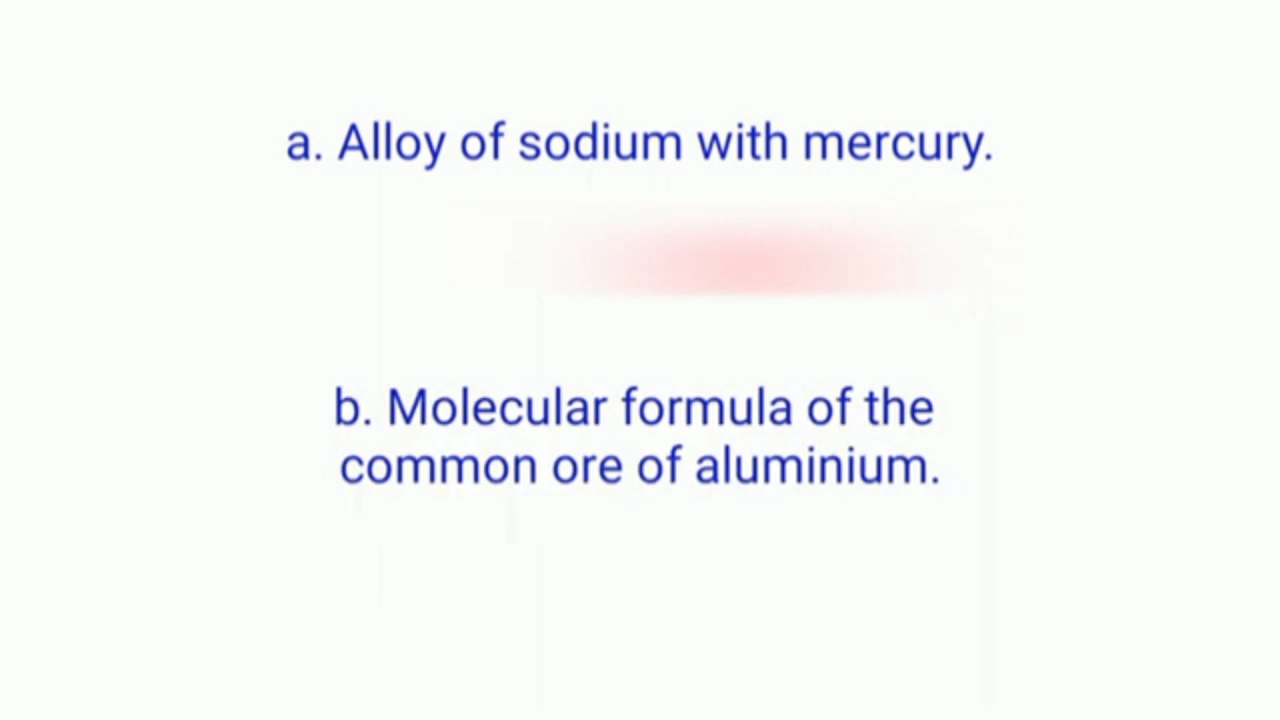 a. Alloy of sodium with mercury.
b. Molecular formula of the
common ore of aluminium.